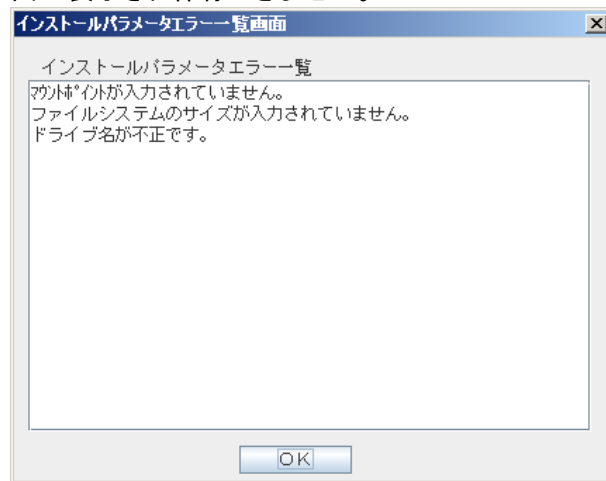 インストールパラメータエラー一覧画面
インストールパラメータエラー一覧
ﾏｳﾝﾄﾎﾟｲﾝﾄが入力されていません。
ファイルシステムのサイズが入力されていません。
ドライブ名が不正です。
OK